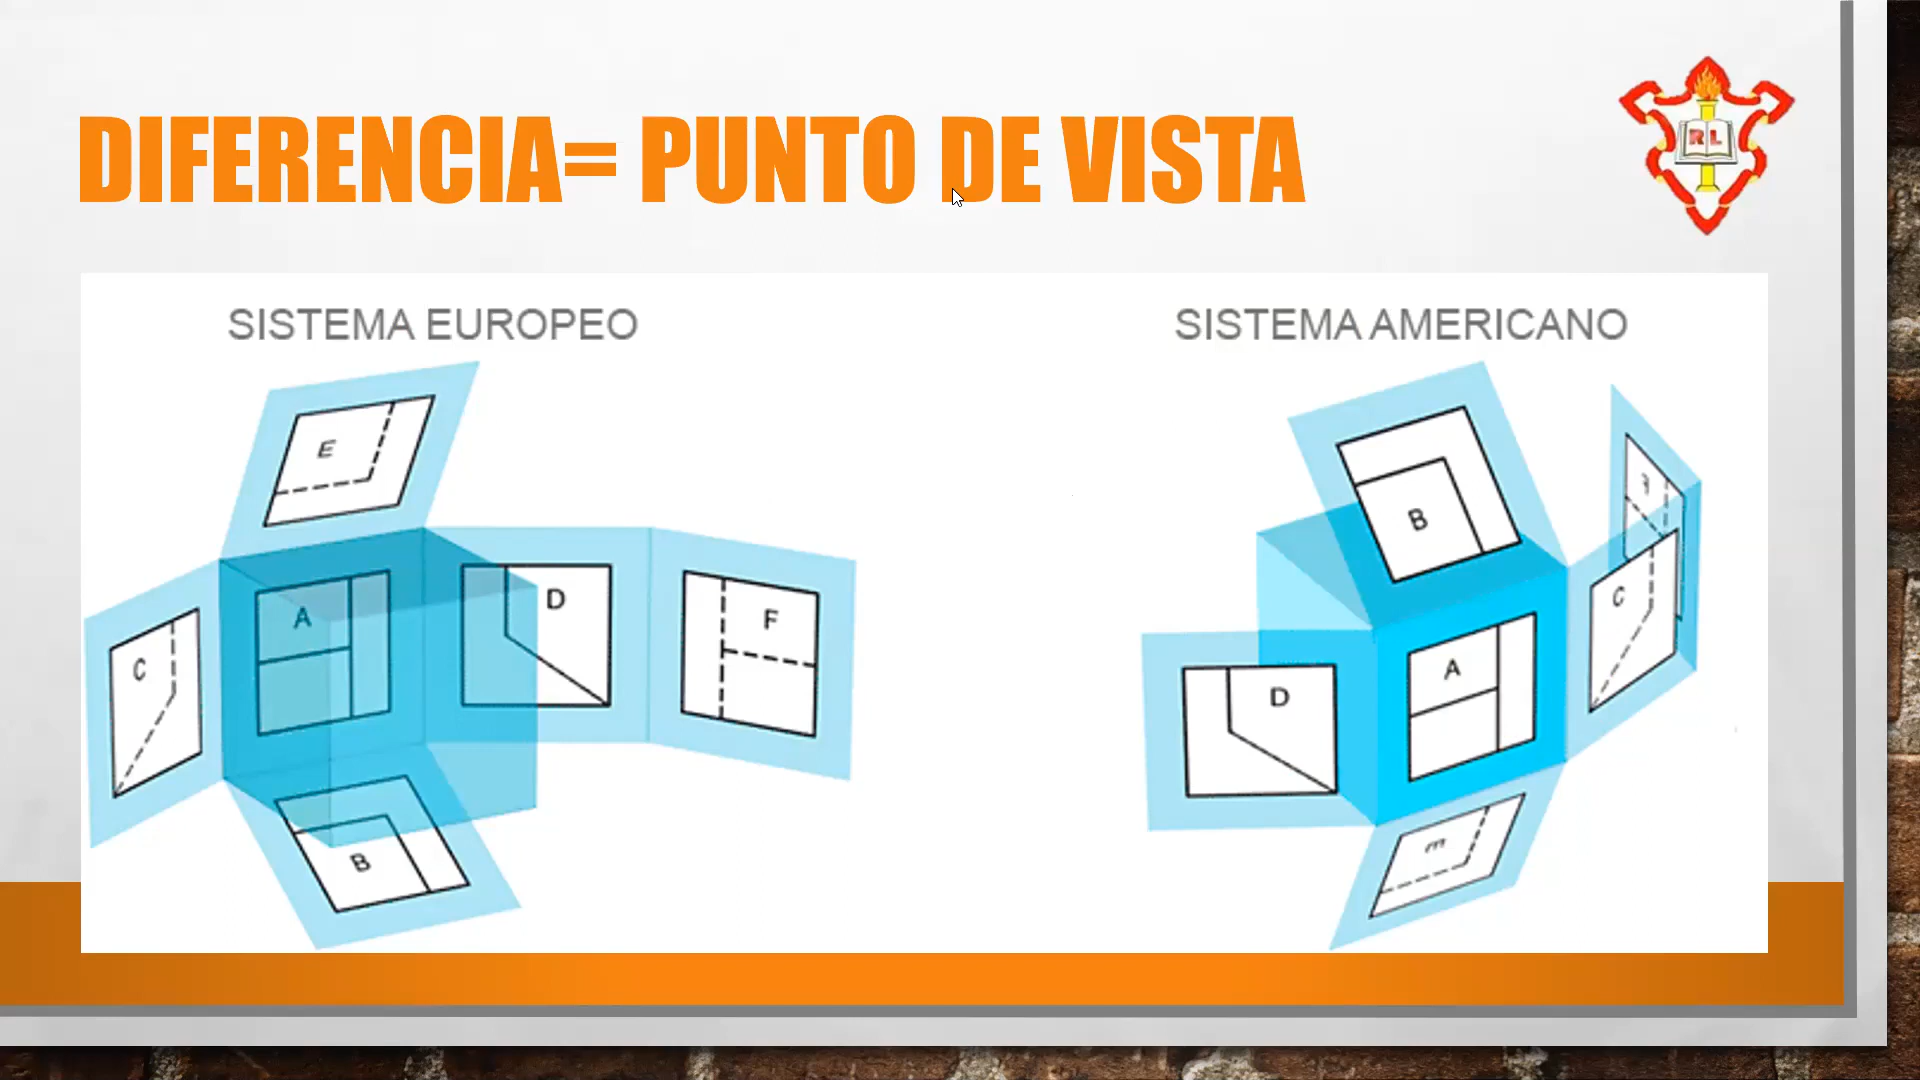 DIFERENCIA= PUNTO DE VISTA
RL
SISTEMA EUROPEO
SISTEMA AMERICANO
E
A
C
D
F
B
B
C
D
A
E